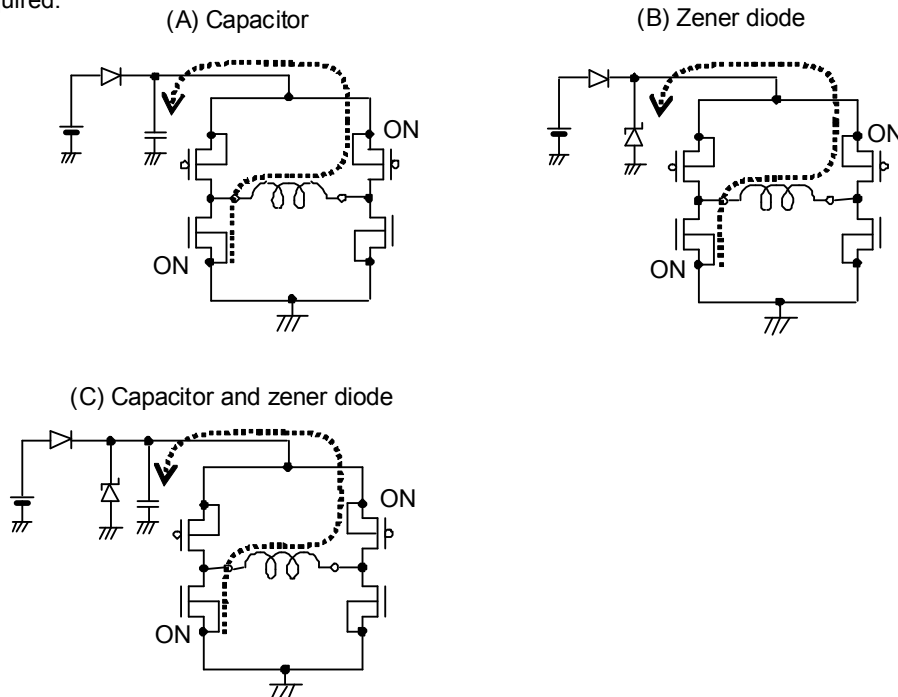 uired.
(A) Capacitor
(B) Zener diode
ON
ON
ON
ON
(C) Capacitor and zener diode
ON
ON